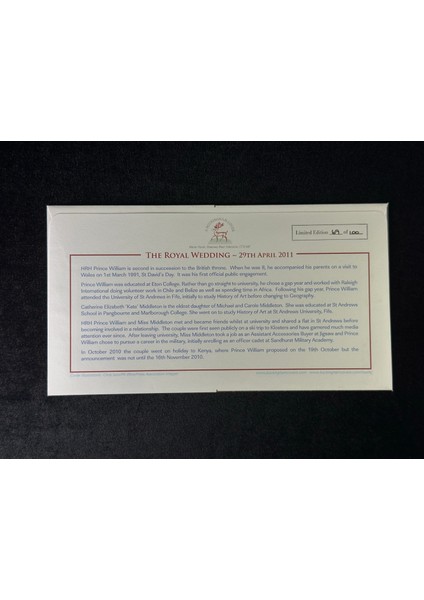 Limited Edition 69 of 100
THE ROYAL WEDDING – 29TH APRIL 2011
HRH Prince William is second in succession to the British throne. When he was 8, he accompanied his parents on a visit to
Wales on 1st March 1991, St David's Day. It was his first official public engagement.
Prince William was educated at Eton College. Rather than go straight to university, he chose a gap year and worked with Raleigh
International doing volunteer work in Chile and Belize as well as spending time in Africa. Following his gap year, Prince William
attended the University of St Andrews in Fife, initially to study History of Art before changing to Geography.
Catherine Elizabeth 'Kate' Middleton is the oldest daughter of Michael and Carole Middleton. She was educated at St Andrew's
School in Pangbourne and Marlborough College. She went on to study History of Art at St Andrews University, Fife.
HRH Prince William and Miss Middleton met and became friends whilst at university and shared a flat in St Andrews before
becoming involved in a relationship. The couple were first seen publicly on a ski trip to Klosters and have garnered much media
attention ever since. After leaving university, Miss Middleton took a job as an Assistant Accessories Buyer at Jigsaw and Prince
William chose to pursue a career in the military, initially enrolling as an officer cadet at Sandhurst Military Academy.
In October 2010 the couple went on holiday to Kenya, where Prince William proposed on the 19th October but the
announcement was not until the 16th November 2010.